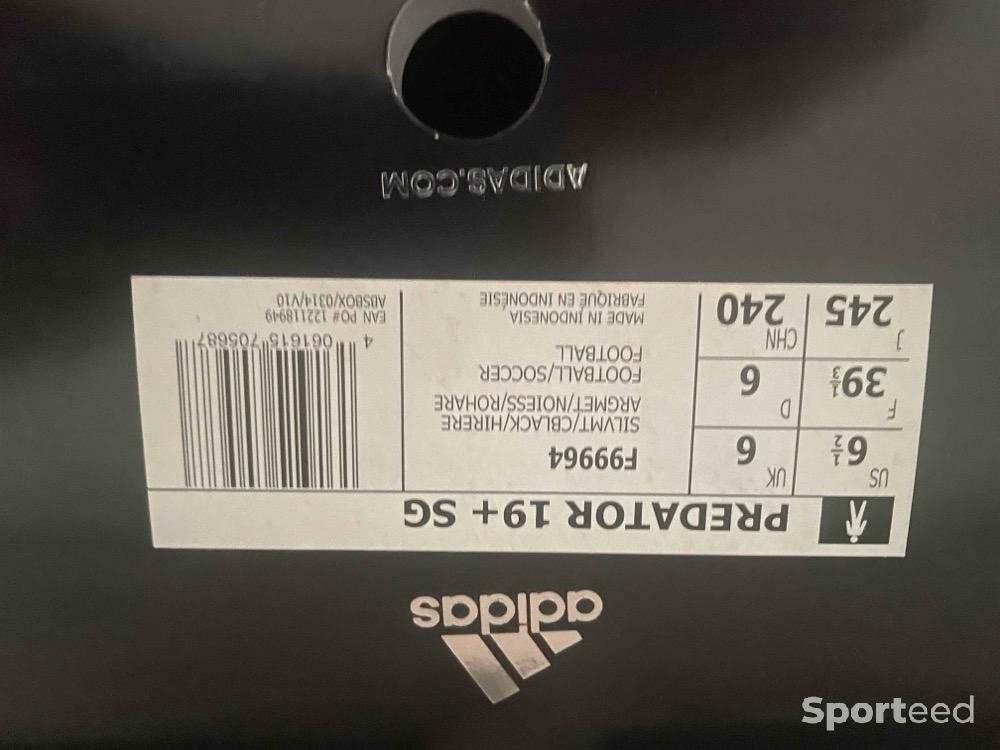 adidas
PREDATOR 19+ SG
US
6½
UK
6
F
39⅓
D
6
J
245
CHN
240
F99964
SILVMT/CBLACK/HIRERE
ARGMET/NOIESS/ROHARE
FOOTBALL/SOCCER
FOOTBALL
MADE IN INDONESIA
FABRIQUÉ EN INDONÉSIE
4 061615 705687
EAN PO# 122118949
ABSBOX/0314/V10
ADIDAS.COM
Sporteed